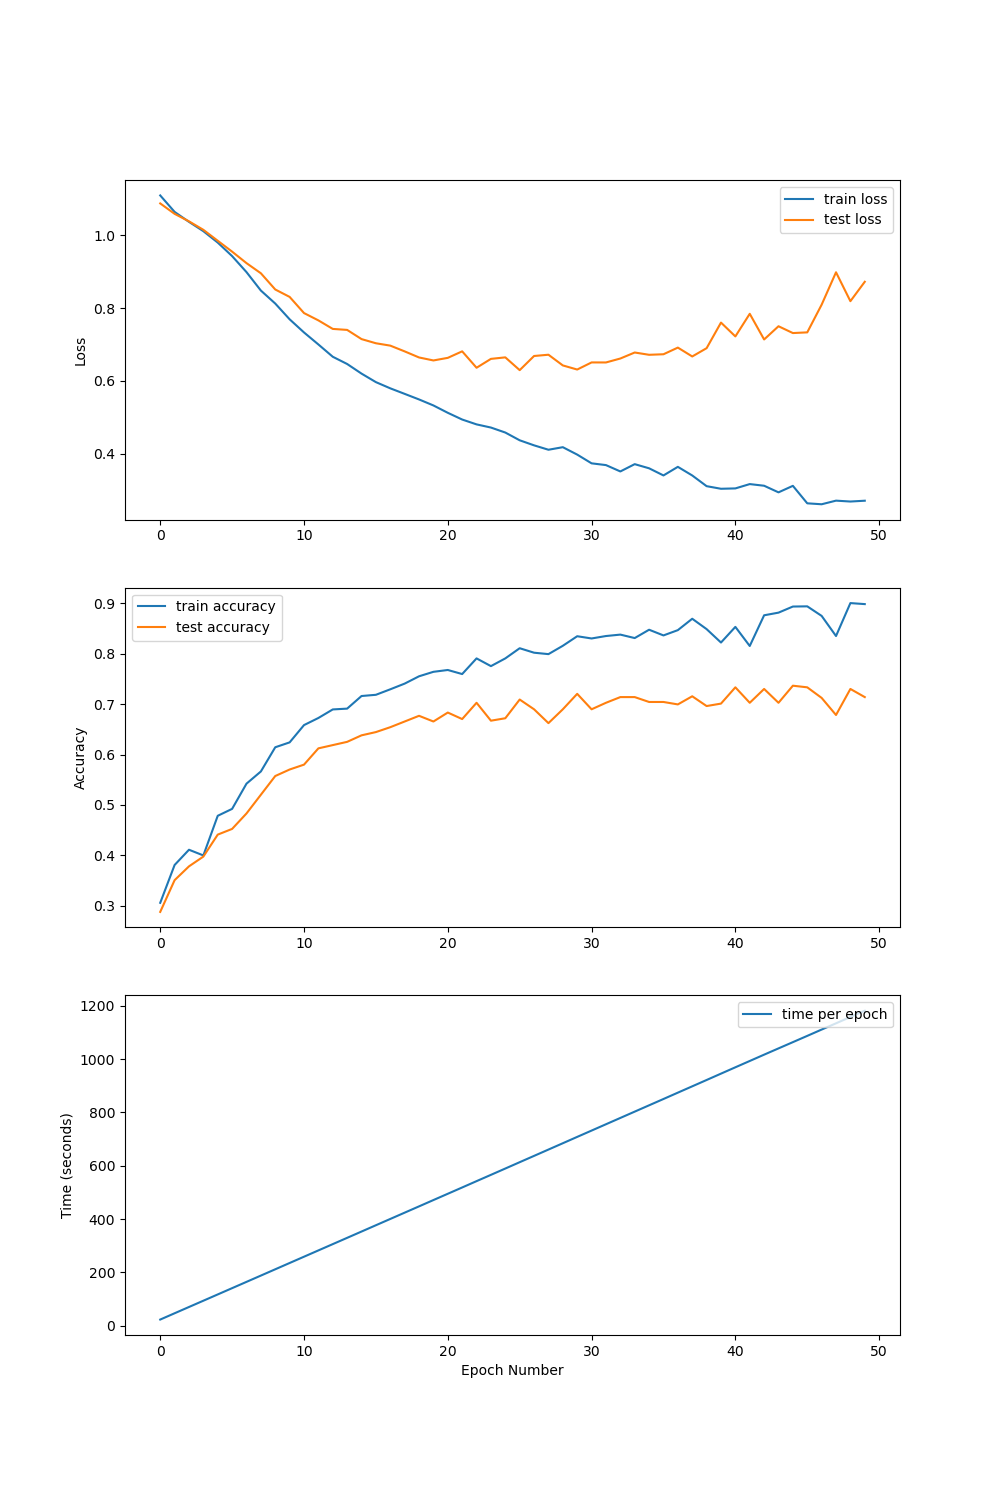 train loss
test loss
1.0
0.8
0.6
0.4
Loss
0 10 20 30 40 50
train accuracy
test accuracy
0.9
0.8
0.7
0.6
0.5
0.4
0.3
Accuracy
0 10 20 30 40 50
time per epoch
1200
1000
800
600
400
200
0
Time (seconds)
0 10 20 30 40 50
Epoch Number